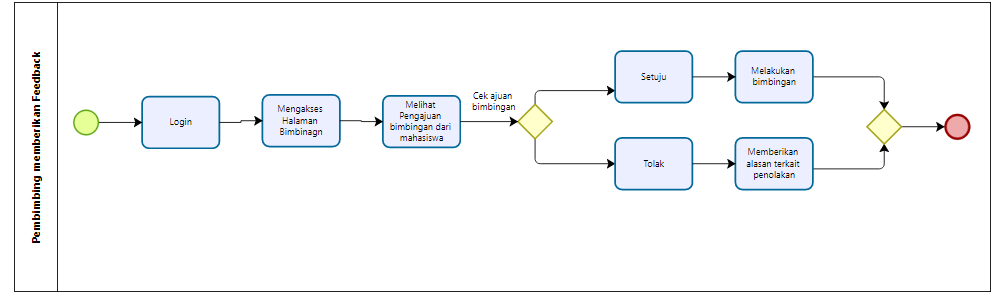 Pembimbing memberikan Feedback
Login
Mengakses
Halaman
Bimbinagn
Melihat
Pengajuan
bimbingan dari
mahasiswa
Cek ajuan
bimbingan
Setuju
Melakukan
bimbingan
Tolak
Memberikan
alasan terkait
penolakan